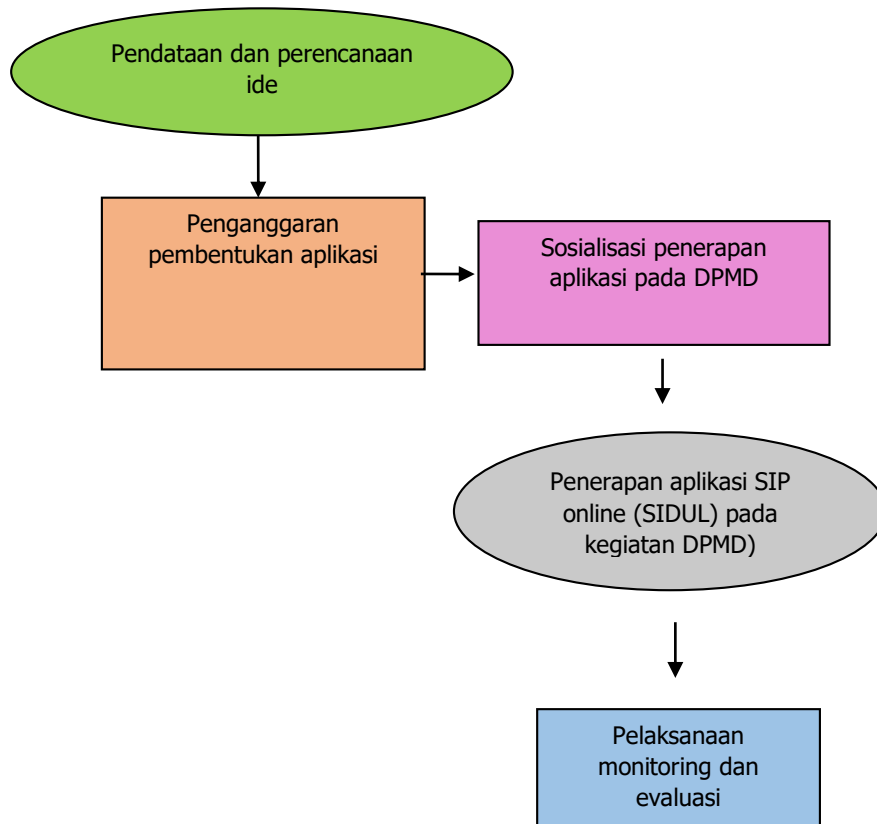 Pendataan dan perencanaan
ide
Penganggaran
pembentukan aplikasi
Sosialisasi penerapan
aplikasi pada DPMD
Penerapan aplikasi SIP
online (SIDUL) pada
kegiatan DPMD)
Pelaksanaan
monitoring dan
evaluasi